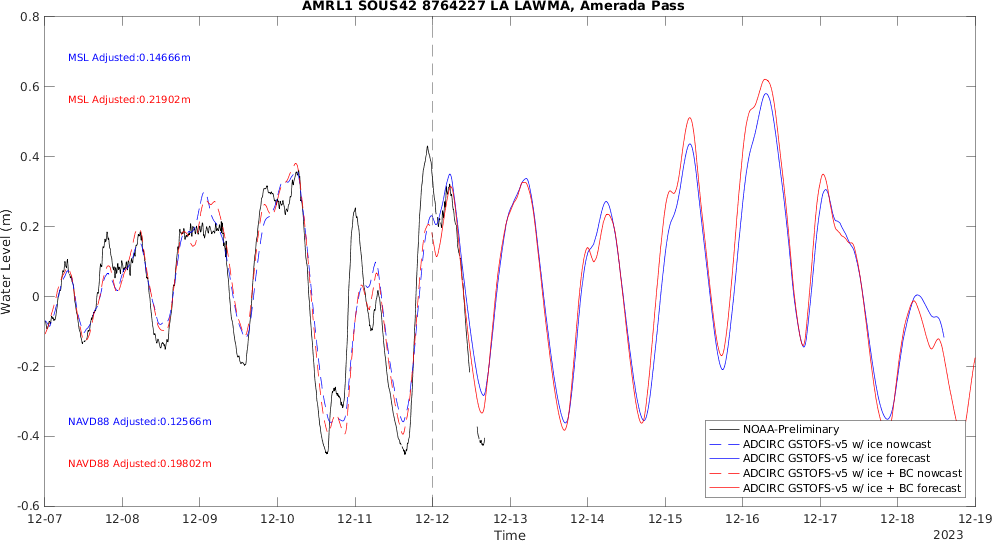 AMRL1 SOUS42 8764227 LA LAWMA, Amerada Pass
0.8
0.6
0.4
0.2
0
-0.2
-0.4
-0.6
Water Level (m)
MSL Adjusted:0.14666m
MSL Adjusted:0.21902m
NAVD88 Adjusted:0.12566m
NAVD88 Adjusted:0.19802m
NOAA-Preliminary
ADCIRC GSTOFS-v5 w/ ice nowcast
ADCIRC GSTOFS-v5 w/ ice forecast
ADCIRC GSTOFS-v5 w/ ice + BC nowcast
ADCIRC GSTOFS-v5 w/ ice + BC forecast
12-07 12-08 12-09 12-10 12-11 12-12 12-13 12-14 12-15 12-16 12-17 12-18 12-19
Time
2023